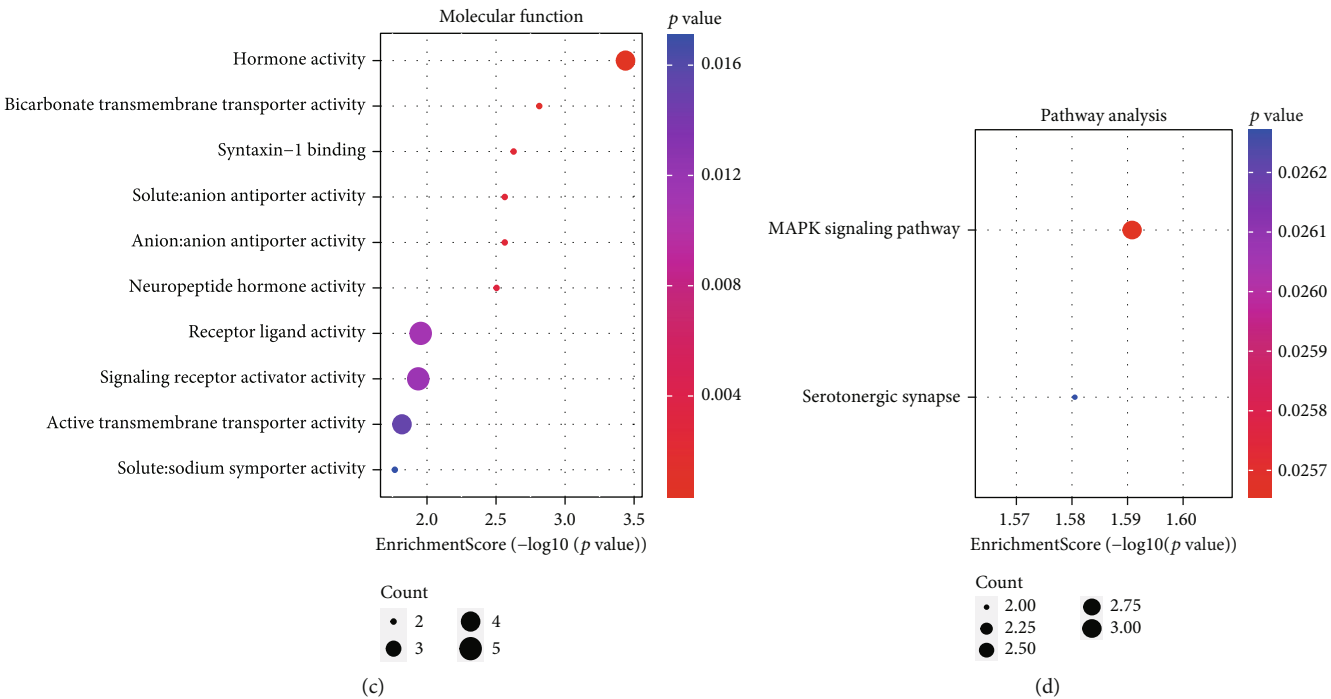 Molecular function
p value
Hormone activity
Bicarbonate transmembrane transporter activity
Syntaxin−1 binding
Solute:anion antiporter activity
Anion:anion antiporter activity
Neuropeptide hormone activity
Receptor ligand activity
Signaling receptor activator activity
Active transmembrane transporter activity
Solute:sodium symporter activity
0.016
0.012
0.008
0.004
2.0 2.5 3.0 3.5
EnrichmentScore (−log10 (p value))
Count
2 4
3 5
(c)
Pathway analysis
p value
MAPK signaling pathway
Serotonergic synapse
0.0262
0.0261
0.0260
0.0259
0.0258
0.0257
1.57 1.58 1.59 1.60
EnrichmentScore (−log10(p value))
Count
2.00 2.75
2.25 3.00
2.50
(d)